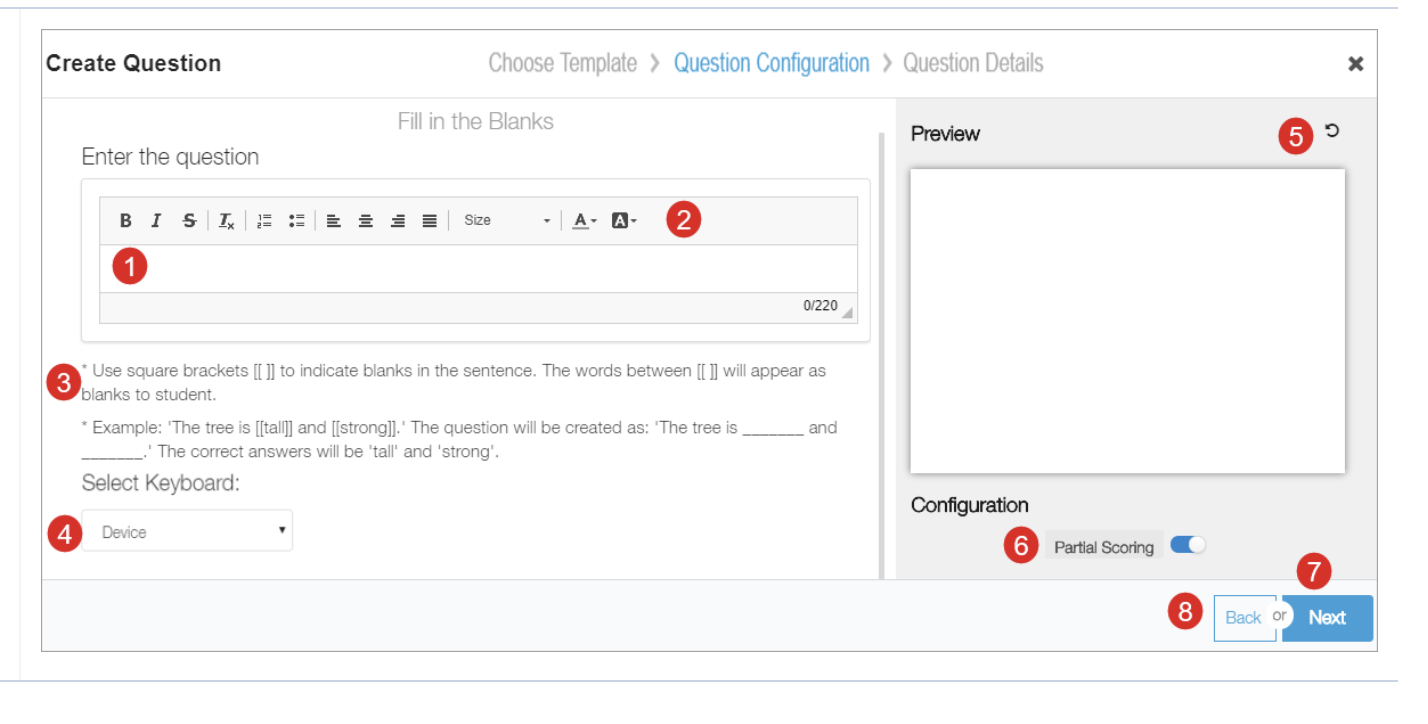 Create Question
Choose Template > Question Configuration > Question Details
Fill in the Blanks
Enter the question
B I S Ix Size A A 2
1
0/220
3
* Use square brackets [[ ]] to indicate blanks in the sentence. The words between [[ ]] will appear as
blanks to student.
* Example: 'The tree is [[tall]] and [[strong]].' The question will be created as: 'The tree is _______ and
_______.' The correct answers will be 'tall' and 'strong'.
Select Keyboard:
4 Device
Preview 5
Configuration
6 Partial Scoring
7
8 Back or Next